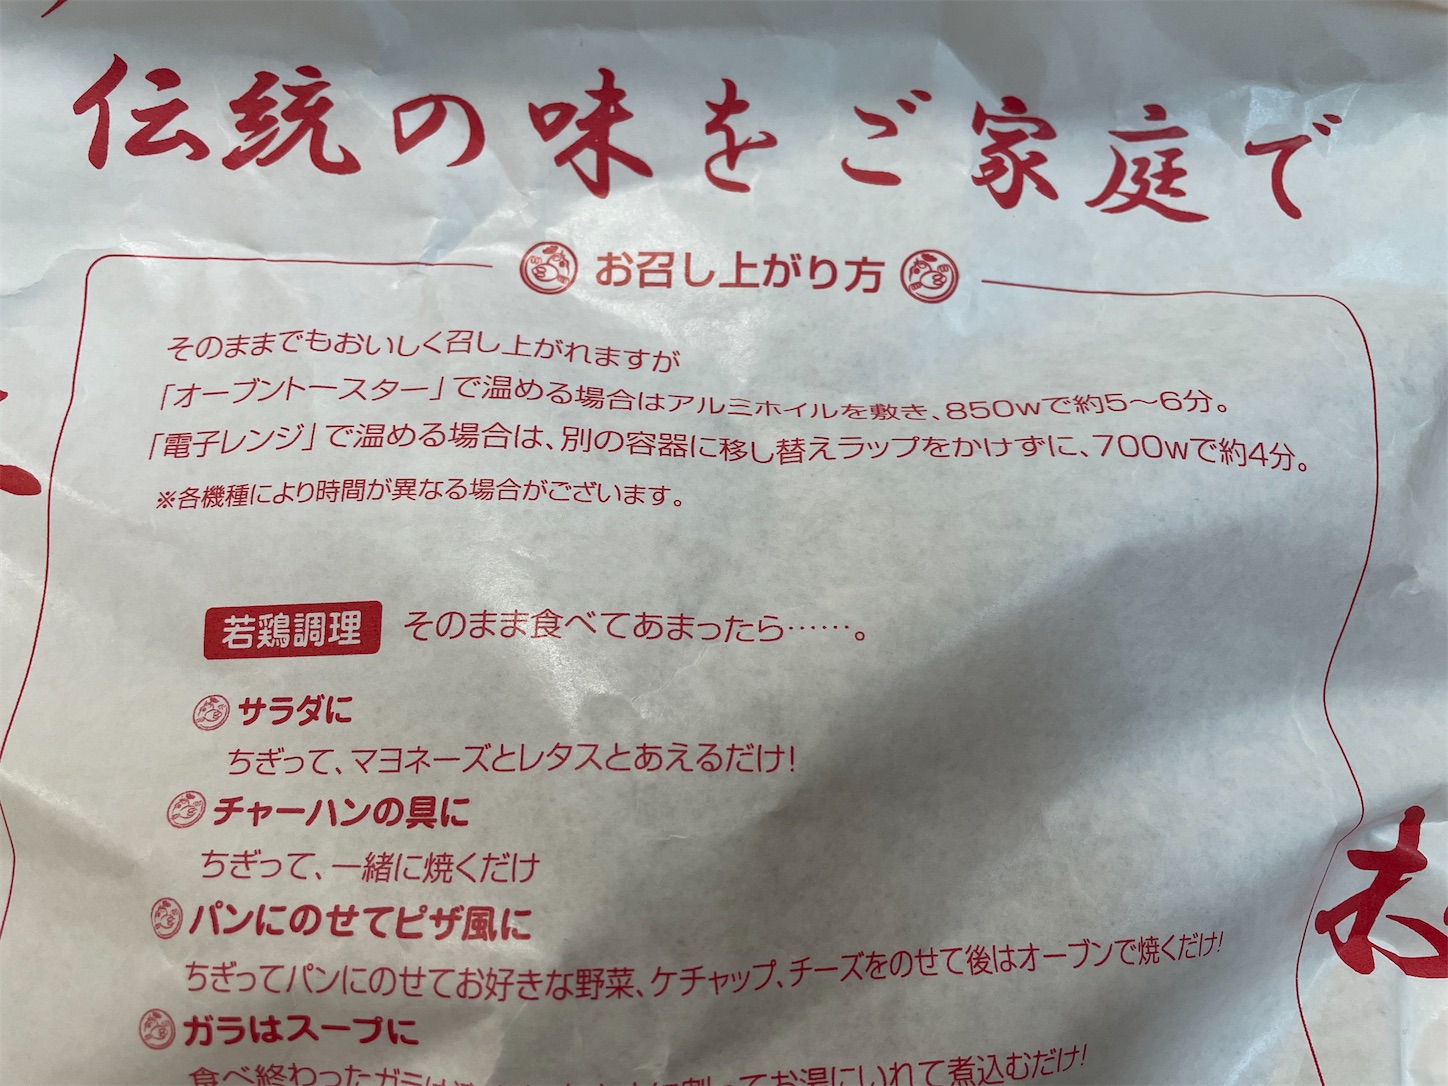 伝統の味をご家庭で
お召し上がり方
そのままでもおいしく召し上がれますが
「オーブントースター」で温める場合はアルミホイルを敷き、850wで約5〜6分。
「電子レンジ」で温める場合は、別の容器に移し替えラップをかけずに、700wで約4分。
※各機種により時間が異なる場合がございます。
若鶏調理 そのまま食べてあまったら……。
サラダに
ちぎって、マヨネーズとレタスとあえるだけ!
チャーハンの具に
ちぎって、一緒に焼くだけ
パンにのせてピザ風に
ちぎってパンにのせてお好きな野菜、ケチャップ、チーズをのせて後はオーブンで焼くだけ!
ガラはスープに
食べ終わったガラは
ってお湯にいれて煮込むだけ!